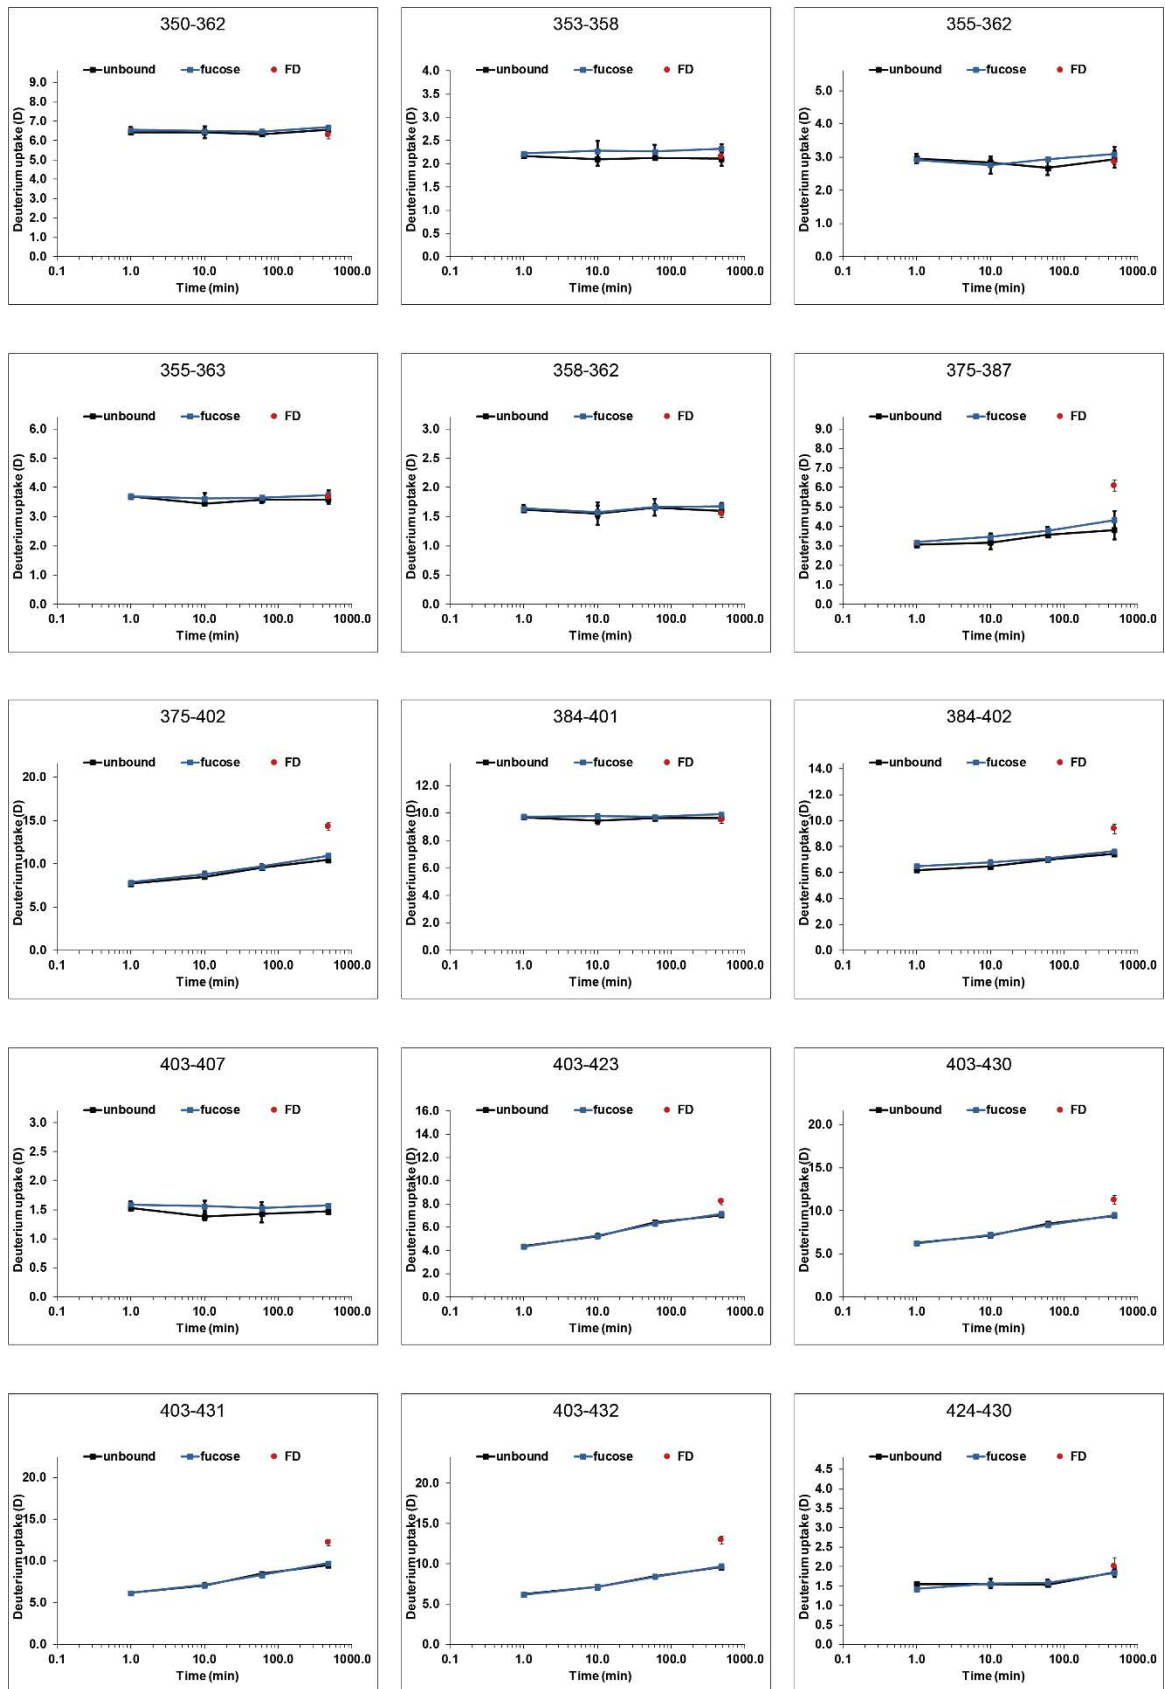 350-362
unbound fucose FD
Deuterium uptake (D)
9.0
8.0
7.0
6.0
5.0
4.0
3.0
2.0
1.0
0.0
0.1 1.0 10.0 100.0 1000.0
Time (min)
353-358
unbound fucose FD
Deuterium uptake (D)
4.0
3.5
3.0
2.5
2.0
1.5
1.0
0.5
0.0
0.1 1.0 10.0 100.0 1000.0
Time (min)
355-362
unbound fucose FD
Deuterium uptake (D)
5.0
4.0
3.0
2.0
1.0
0.0
0.1 1.0 10.0 100.0 1000.0
Time (min)
355-363
unbound fucose FD
Deuterium uptake (D)
6.0
5.0
4.0
3.0
2.0
1.0
0.0
0.1 1.0 10.0 100.0 1000.0
Time (min)
358-362
unbound fucose FD
Deuterium uptake (D)
3.0
2.5
2.0
1.5
1.0
0.5
0.0
0.1 1.0 10.0 100.0 1000.0
Time (min)
375-387
unbound fucose FD
Deuterium uptake (D)
9.0
8.0
7.0
6.0
5.0
4.0
3.0
2.0
1.0
0.0
0.1 1.0 10.0 100.0 1000.0
Time (min)
375-402
unbound fucose FD
Deuterium uptake (D)
20.0
15.0
10.0
5.0
0.0
0.1 1.0 10.0 100.0 1000.0
Time (min)
384-401
unbound fucose FD
Deuterium uptake (D)
12.0
10.0
8.0
6.0
4.0
2.0
0.0
0.1 1.0 10.0 100.0 1000.0
Time (min)
384-402
unbound fucose FD
Deuterium uptake (D)
14.0
12.0
10.0
8.0
6.0
4.0
2.0
0.0
0.1 1.0 10.0 100.0 1000.0
Time (min)
403-407
unbound fucose FD
Deuterium uptake (D)
3.0
2.5
2.0
1.5
1.0
0.5
0.0
0.1 1.0 10.0 100.0 1000.0
Time (min)
403-423
unbound fucose FD
Deuterium uptake (D)
16.0
14.0
12.0
10.0
8.0
6.0
4.0
2.0
0.0
0.1 1.0 10.0 100.0 1000.0
Time (min)
403-430
unbound fucose FD
Deuterium uptake (D)
20.0
15.0
10.0
5.0
0.0
0.1 1.0 10.0 100.0 1000.0
Time (min)
403-431
unbound fucose FD
Deuterium uptake (D)
20.0
15.0
10.0
5.0
0.0
0.1 1.0 10.0 100.0 1000.0
Time (min)
403-432
unbound fucose FD
Deuterium uptake (D)
20.0
15.0
10.0
5.0
0.0
0.1 1.0 10.0 100.0 1000.0
Time (min)
424-430
unbound fucose FD
Deuterium uptake (D)
4.5
4.0
3.5
3.0
2.5
2.0
1.5
1.0
0.5
0.0
0.1 1.0 10.0 100.0 1000.0
Time (min)